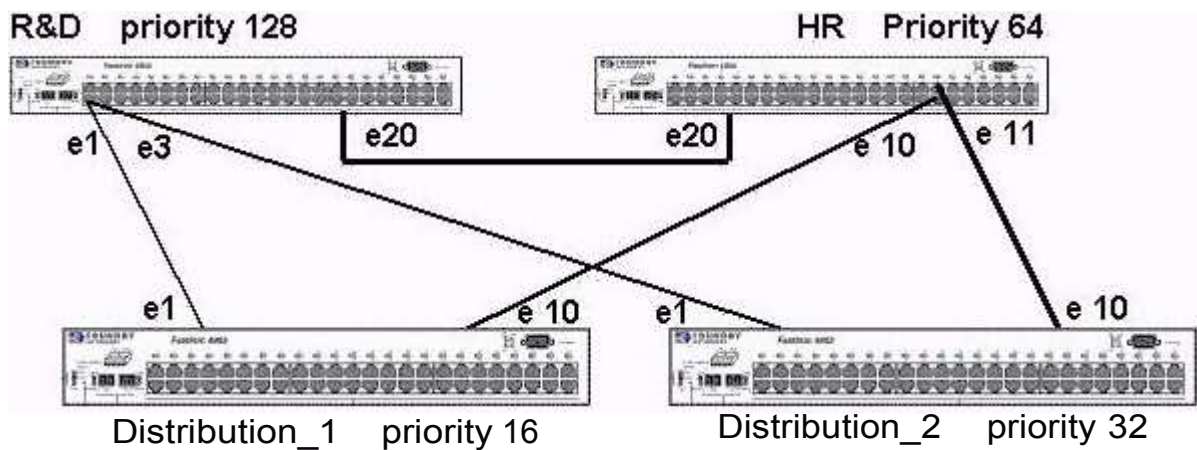 R&D priority 128
HR Priority 64
e1
e3
e20
e20
e 10
e 11
e1
e 10
e1
e 10
Distribution_1 priority 16
Distribution_2 priority 32